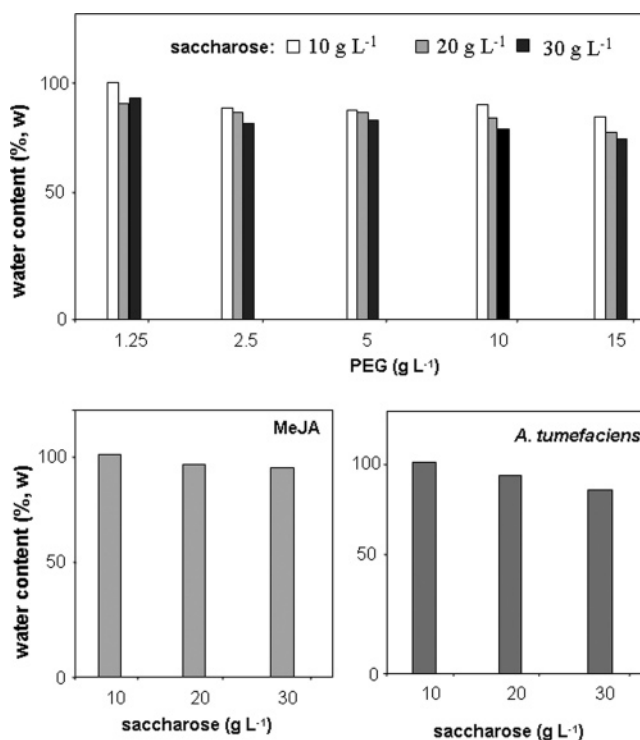 saccharose: 10 g L-1 20 g L-1 30 g L-1
100
50
0
water content (%, w)
1.25 2.5 5 10 15
PEG (g L-1)
MeJA
100
50
0
water content (%, w)
10 20 30
saccharose (g L-1)
A. tumefaciens
100
50
0
10 20 30
saccharose (g L-1)